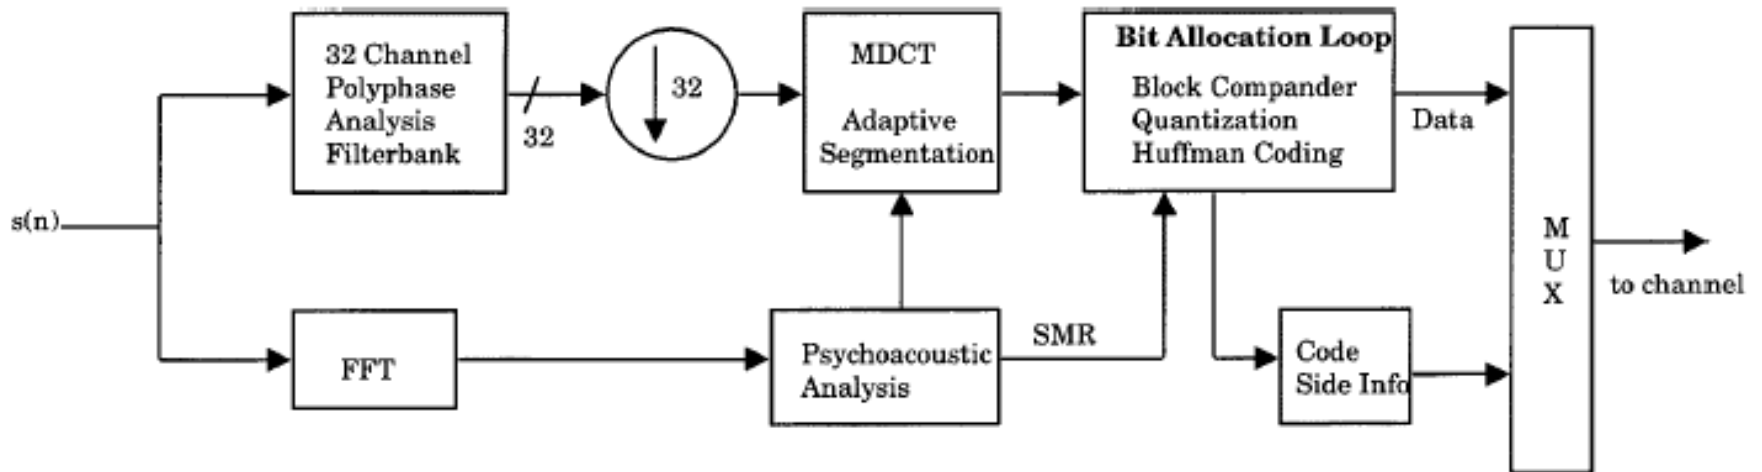 s(n)
32 Channel
Polyphase
Analysis
Filterbank
32
32
MDCT
Adaptive
Segmentation
Bit Allocation Loop
Block Compander
Quantization
Huffman Coding
Data
FFT
Psychoacoustic
Analysis
SMR
Code
Side Info
M
U
X
to channel